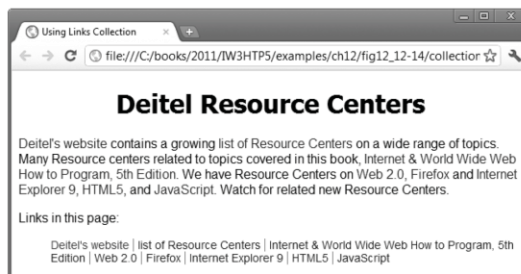 Using Links Collection
file:///C:/books/2011/IW3HTP5/examples/ch12/fig12_12-14/collection
Deitel Resource Centers
Deitel's website contains a growing list of Resource Centers on a wide range of topics.
Many Resource centers related to topics covered in this book, Internet & World Wide Web
How to Program, 5th Edition. We have Resource Centers on Web 2.0, Firefox and Internet
Explorer 9, HTML5, and JavaScript. Watch for related new Resource Centers.
Links in this page:
Deitel's website | list of Resource Centers | Internet & World Wide Web How to Program, 5th
Edition | Web 2.0 | Firefox | Internet Explorer 9 | HTML5 | JavaScript